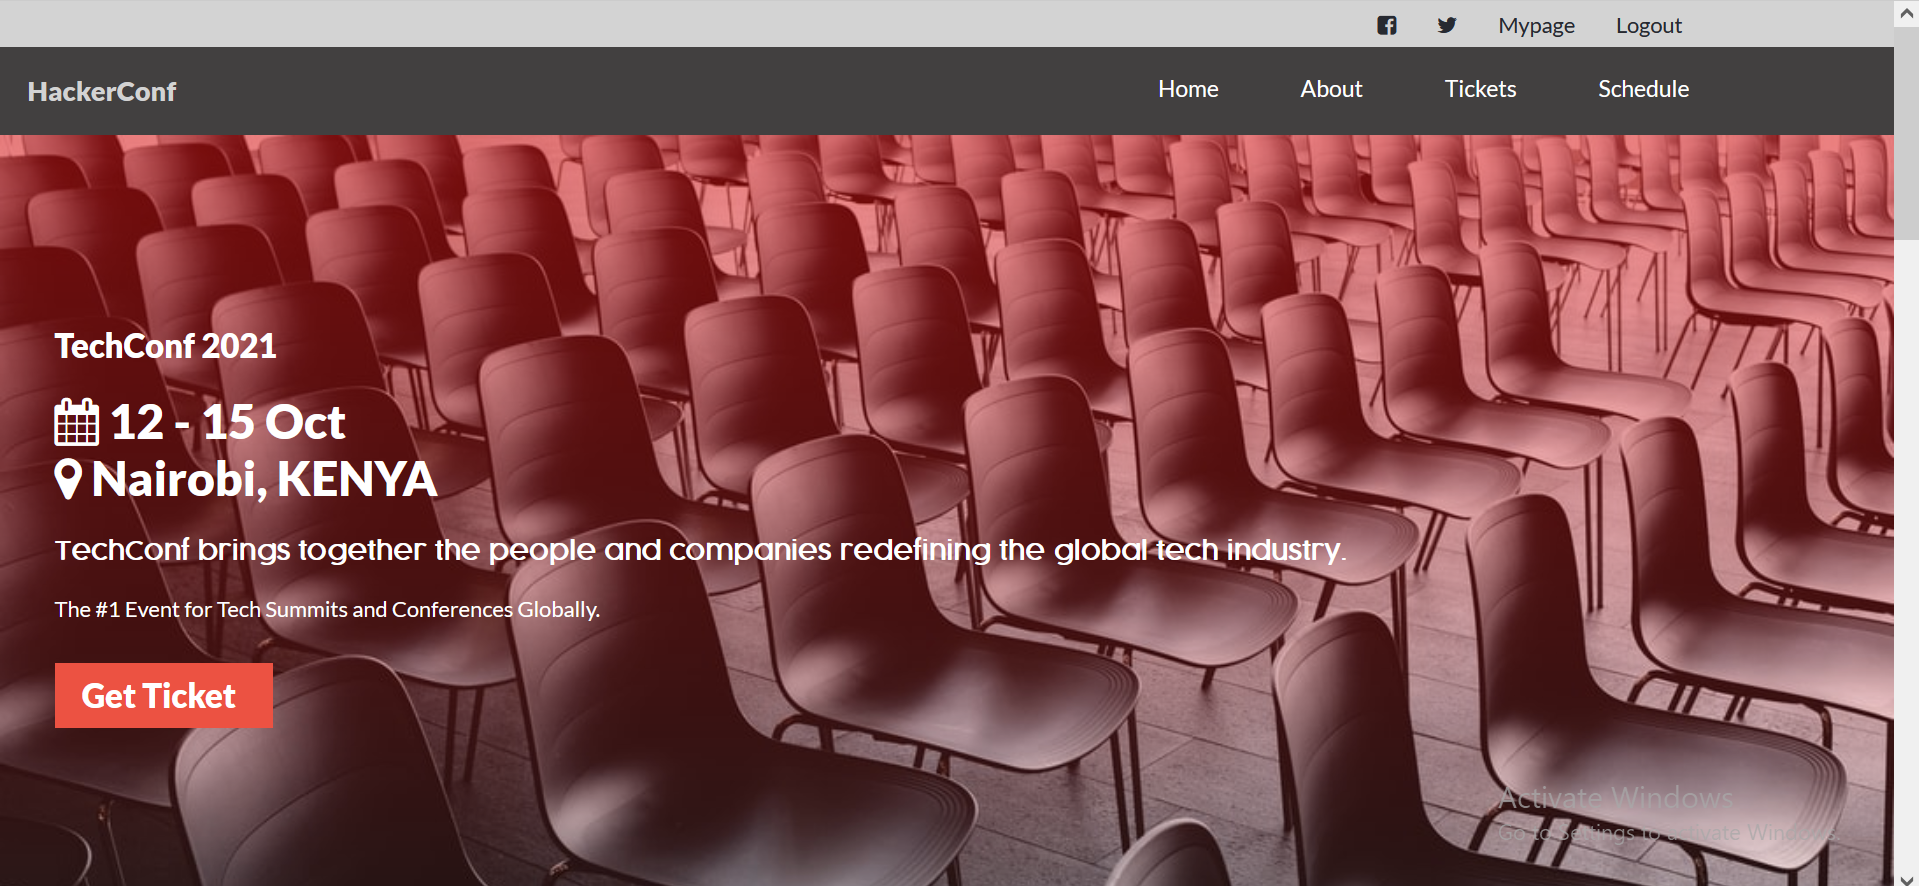 Mypage Logout
HackerConf Home About Tickets Schedule
TechConf 2021
12 - 15 Oct
Nairobi, KENYA
TechConf brings together the people and companies redefining the global tech industry.
The #1 Event for Tech Summits and Conferences Globally.
Get Ticket
Activate Windows
Go to Settings to activate Windows.